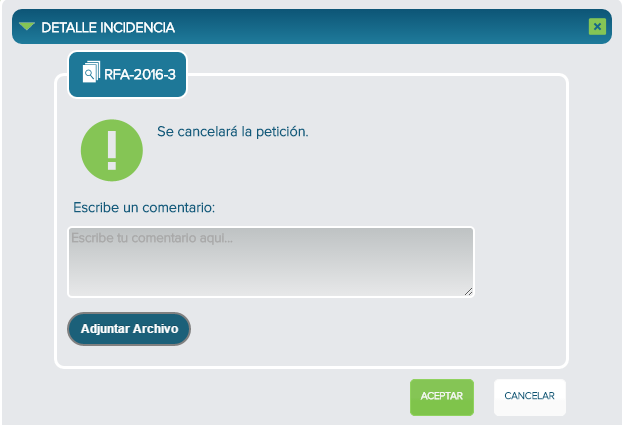 DETALLE INCIDENCIA
RFA-2016-3
Se cancelará la petición.
Escribe un comentario:
Escribe tu comentario aquí...
Adjuntar Archivo
ACEPTAR
CANCELAR